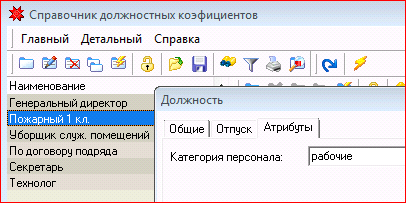 Справочник должностных коэфициентов
Главный Детальный Справка
Наименование
Генеральный директор
Пожарный 1 кл.
Уборщик служ. помещений
По договору подряда
Секретарь
Технолог
Должность
Общие Отпуск Атрибуты
Категория персонала: рабочие